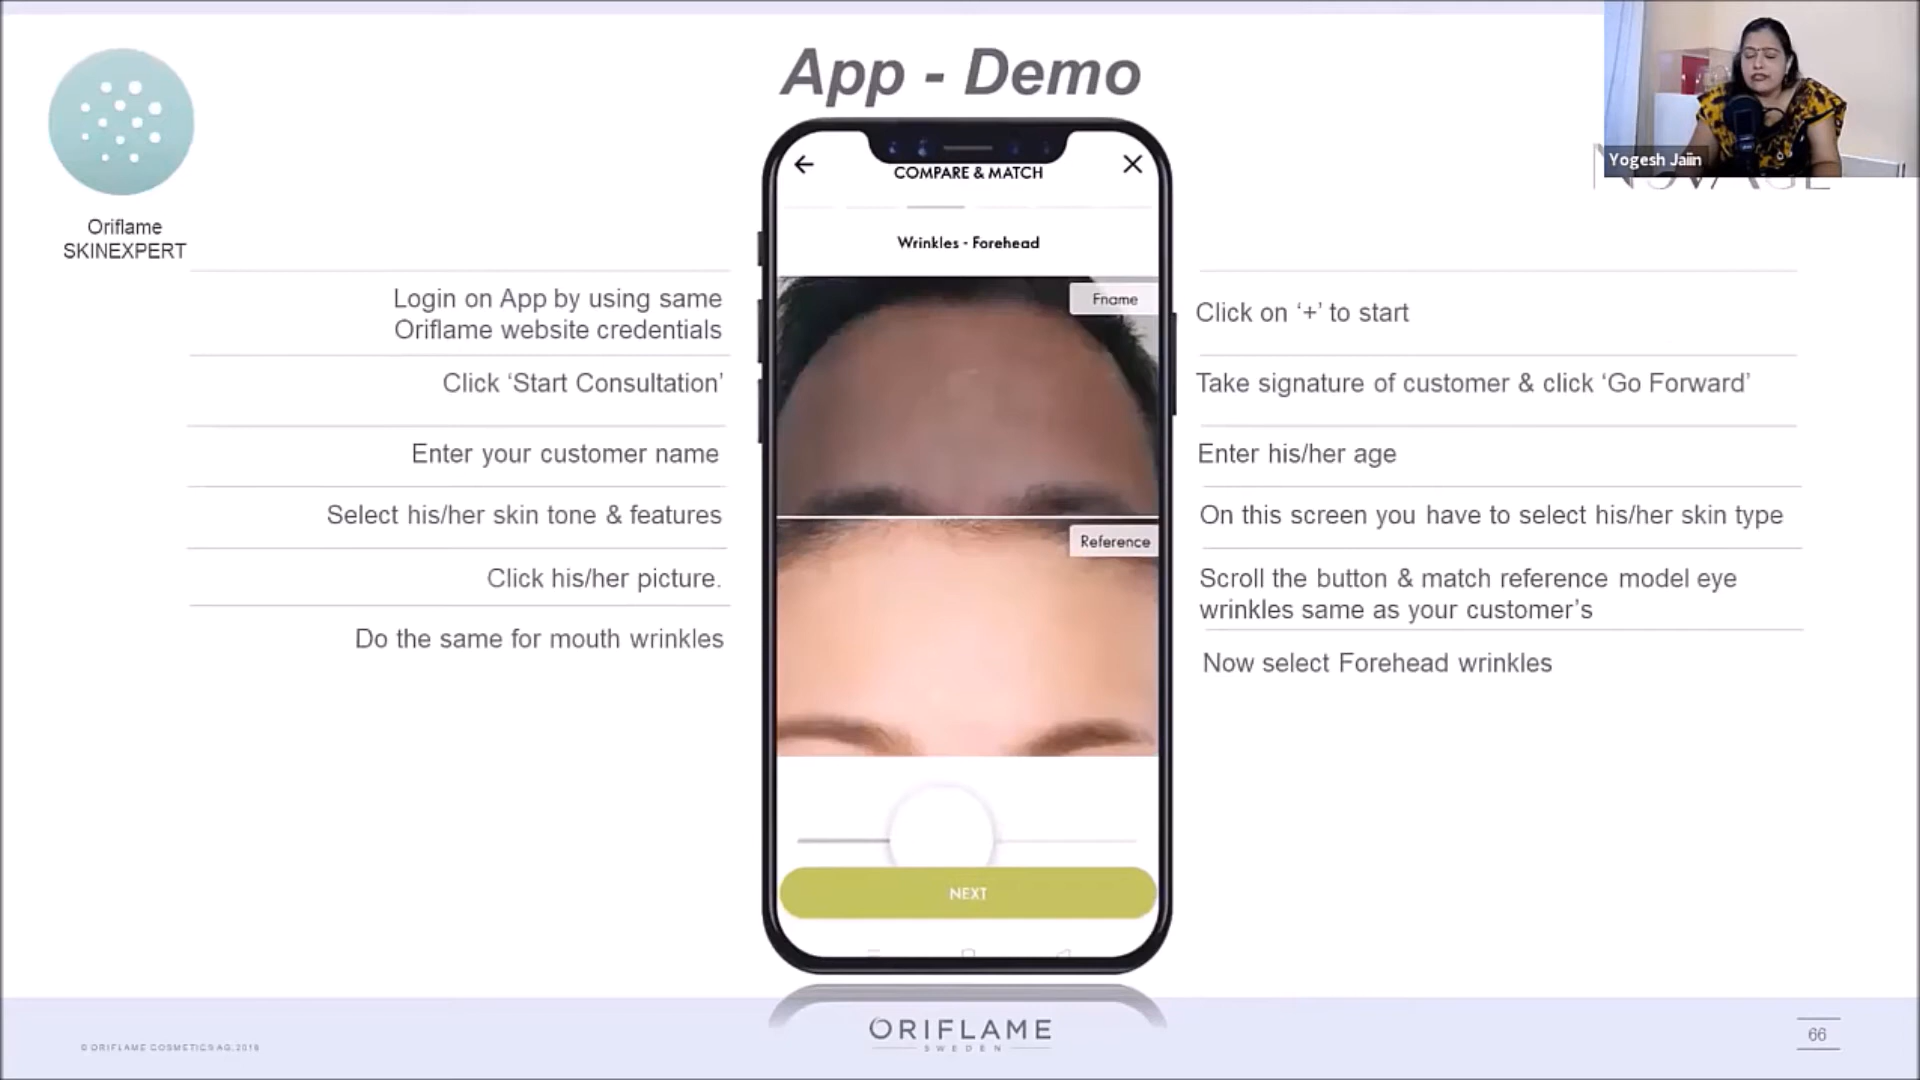 App - Demo
Yogesh Jaiin
NOVAGE
Oriflame
SKINEXPERT
COMPARE & MATCH
Wrinkles - Forehead
Fname
Reference
NEXT
Login on App by using same
Oriflame website credentials
Click ‘Start Consultation’
Enter your customer name
Select his/her skin tone & features
Click his/her picture.
Do the same for mouth wrinkles
Click on ‘+’ to start
Take signature of customer & click ‘Go Forward’
Enter his/her age
On this screen you have to select his/her skin type
Scroll the button & match reference model eye
wrinkles same as your customer’s
Now select Forehead wrinkles
© ORIFLAME COSMETICS AG, 2019
ORIFLAME
SWEDEN
66